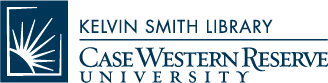 KELVIN SMITH LIBRARY
CASE WESTERN RESERVE
UNIVERSITY